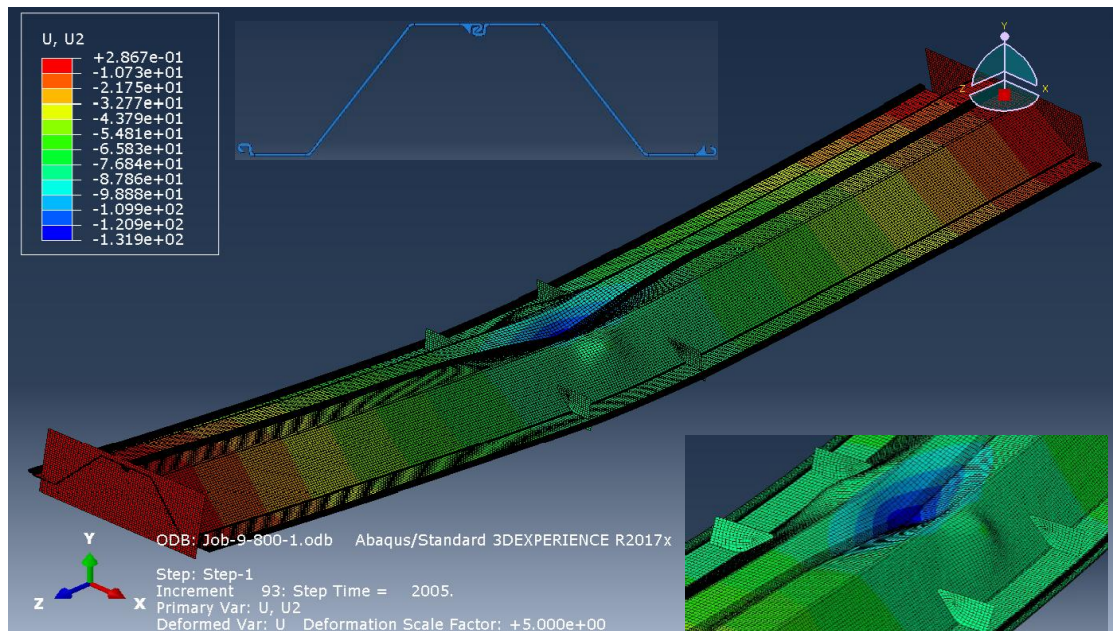 U, U2
+2.867e-01
-1.073e+01
-2.175e+01
-3.277e+01
-4.379e+01
-5.481e+01
-6.583e+01
-7.684e+01
-8.786e+01
-9.888e+01
-1.099e+02
-1.209e+02
-1.319e+02
Y
Z
X
Y
Z
X
ODB: Job-9-800-1.odb Abaqus/Standard 3DEXPERIENCE R2017x
Step: Step-1
Increment 93: Step Time = 2005.
Primary Var: U, U2
Deformed Var: U Deformation Scale Factor: +5.000e+00